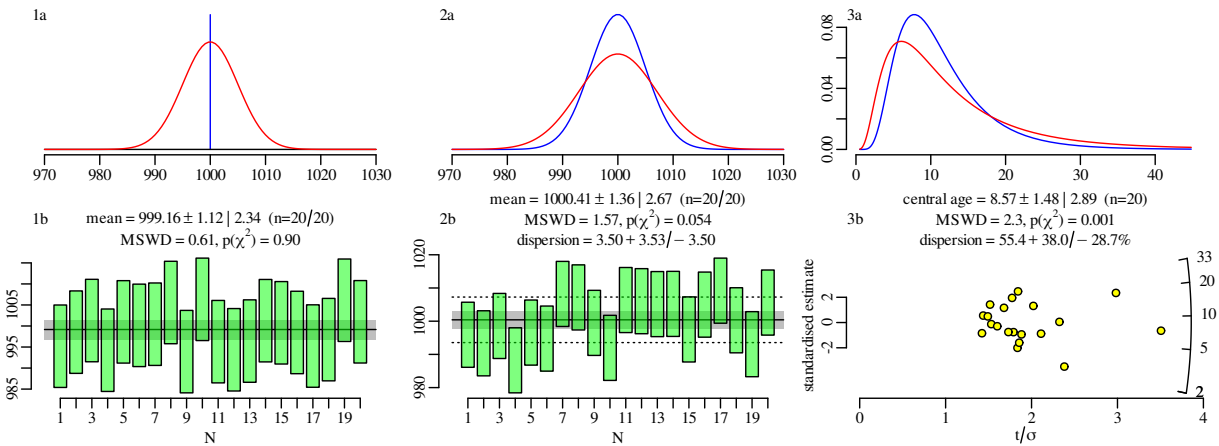 1a
970 980 990 1000 1010 1020 1030
2a
970 980 990 1000 1010 1020 1030
3a
0.00 0.04 0.08
0 10 20 30 40
1b
mean = 999.16 ± 1.12 | 2.34 (n=20/20)
MSWD = 0.61, p(χ²) = 0.90
985 995 1005
1 3 5 7 9 11 13 15 17 19
N
2b
mean = 1000.41 ± 1.36 | 2.67 (n=20/20)
MSWD = 1.57, p(χ²) = 0.054
dispersion = 3.50 + 3.53/ − 3.50
980 1000 1020
1 3 5 7 9 11 13 15 17 19
N
3b
central age = 8.57 ± 1.48 | 2.89 (n=20)
MSWD = 2.3, p(χ²) = 0.001
dispersion = 55.4 + 38.0/ − 28.7%
standardised estimate
-2 0 2
33
20
10
5
2
0 1 2 3 4
t/σ